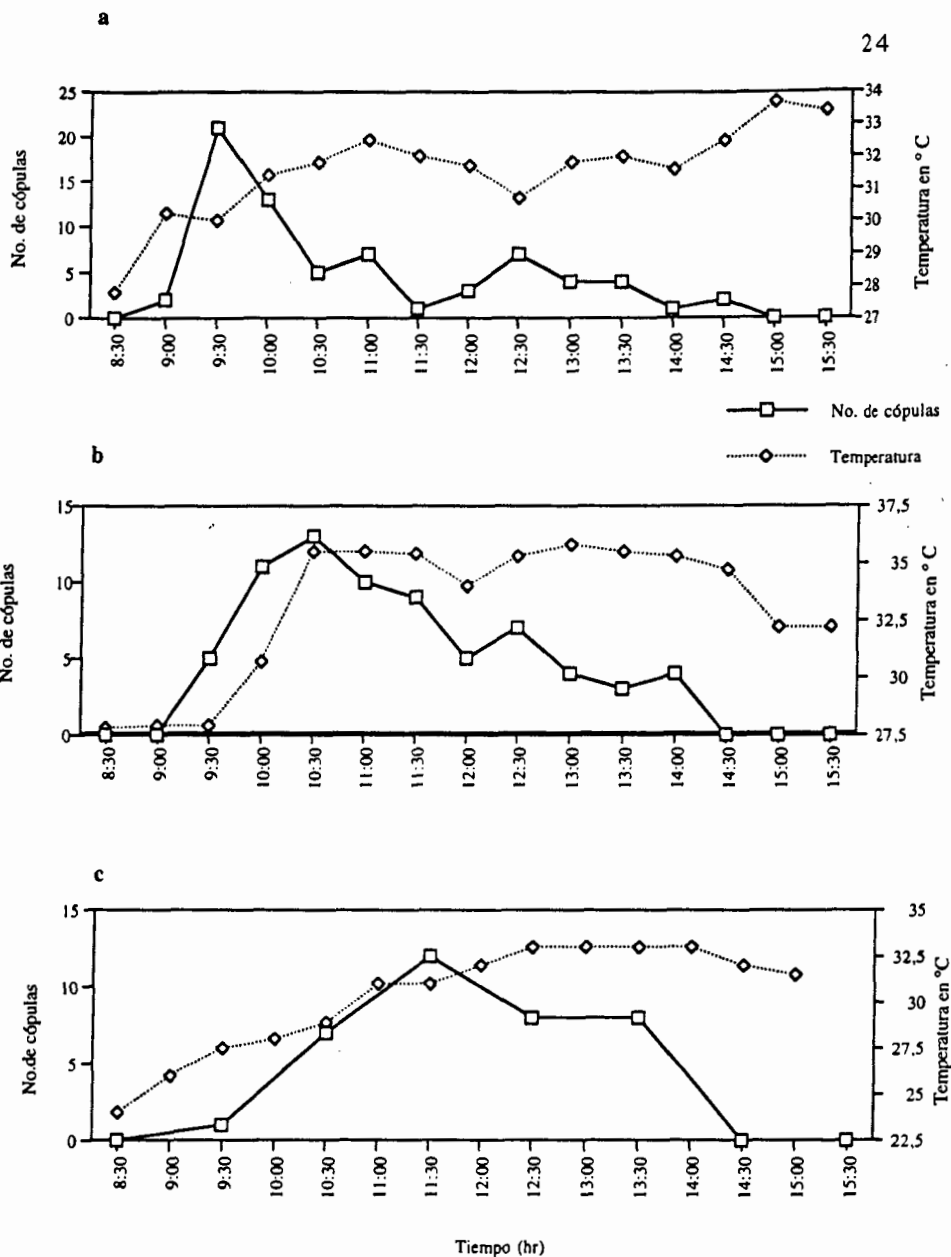 a
24
25
20
15
10
5
0
No. de cópulas
34
33
32
31
30
29
28
27
Temperatura en ° C
8:30 9:00 9:30 10:00 10:30 11:00 11:30 12:00 12:30 13:00 13:30 14:00 14:30 15:00 15:30
No. de cópulas
Temperatura
b
15
10
5
0
No. de cópulas
37,5
35
32,5
30
27,5
Temperatura en ° C
8:30 9:00 9:30 10:00 10:30 11:00 11:30 12:00 12:30 13:00 13:30 14:00 14:30 15:00 15:30
c
15
10
5
0
No.de cópulas
35
32,5
30
27,5
25
22,5
Temperatura en °C
8:30 9:00 9:30 10:00 10:30 11:00 11:30 12:00 12:30 13:00 13:30 14:00 14:30 15:00 15:30
Tiempo (hr)